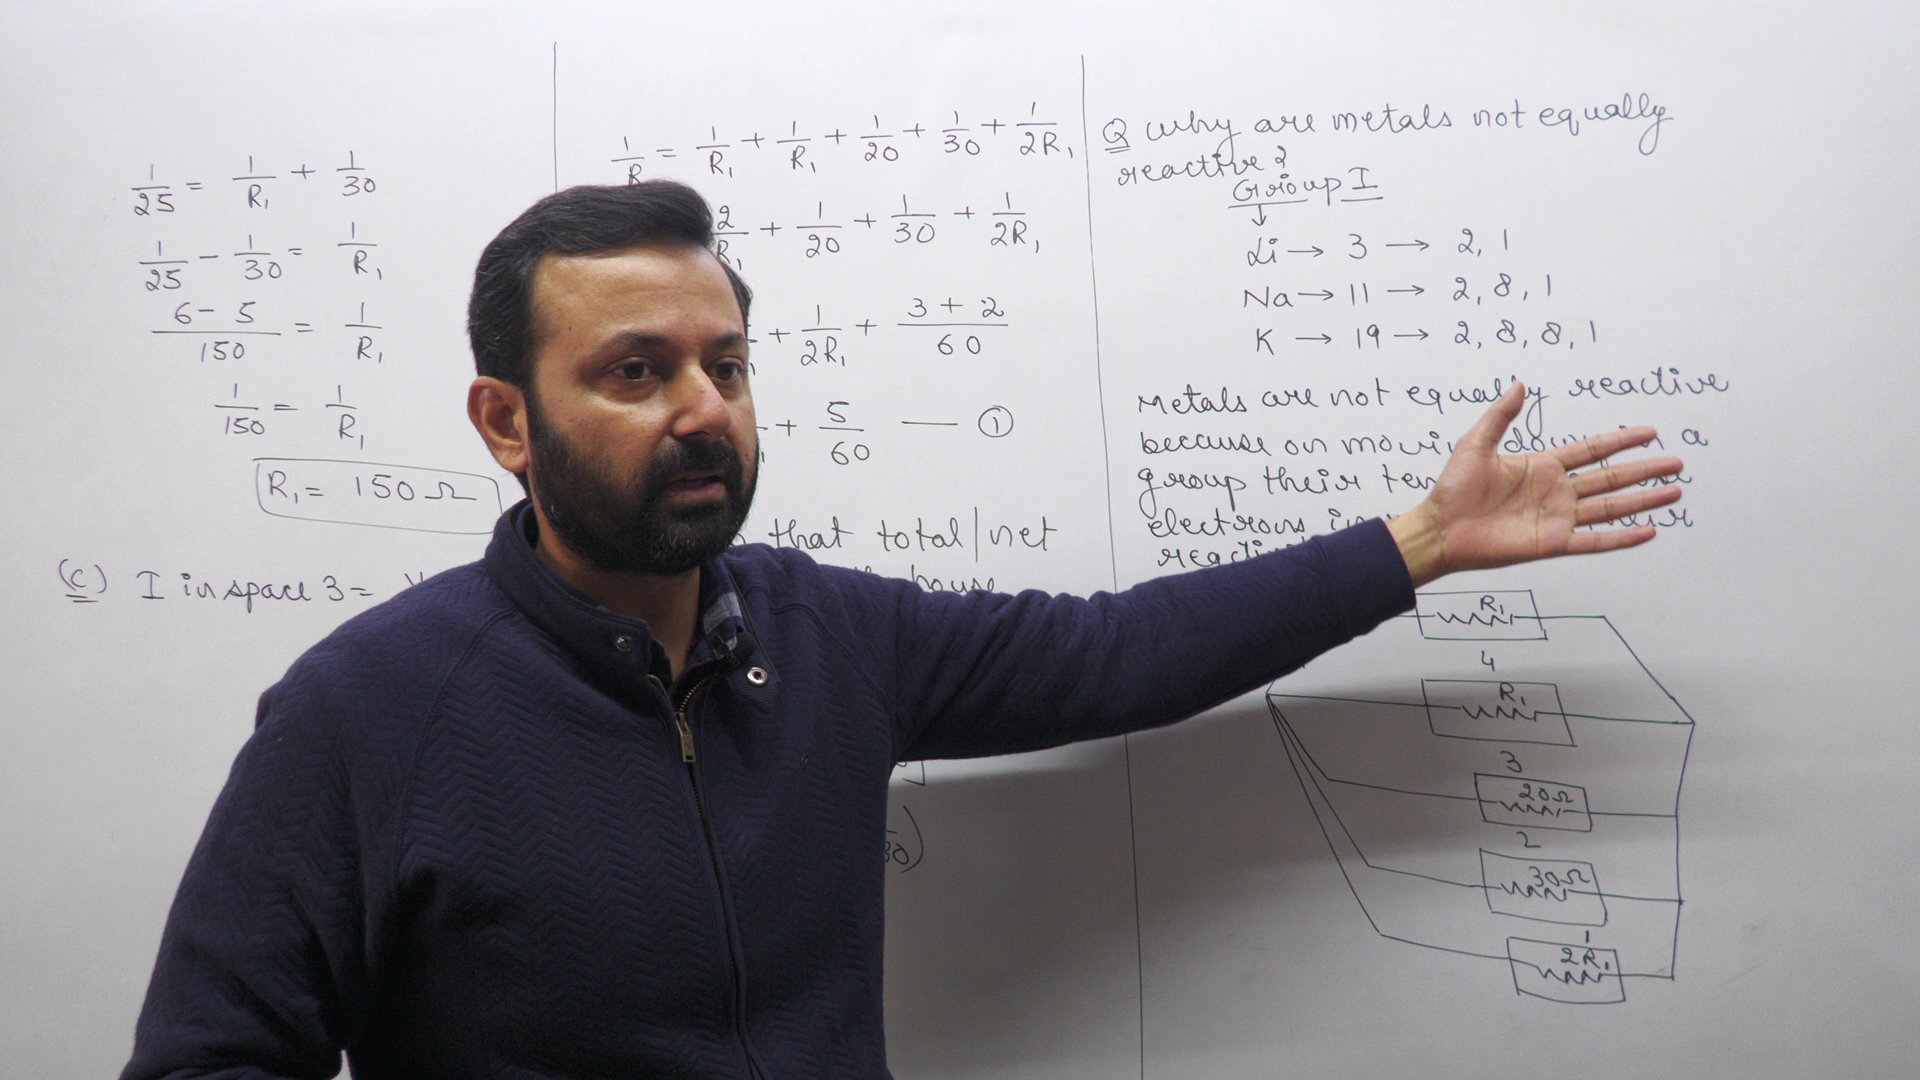 1/25 = 1/R₁ + 1/30
1/25 - 1/30 = 1/R₁
6 - 5/150 = 1/R₁
1/150 = 1/R₁
R₁ = 150 Ω
(c) I in space 3 =
1/R = 1/R₁ + 1/R₁ + 1/20 + 1/30 + 1/2R₁
2/R₁ + 1/20 + 1/30 + 1/2R₁
+ 1/2R₁ + 3 + 2/60
+ 5/60 — ①
that total/net
house
Q why are metals not equally
reactive?
Group I
↓
Li → 3 → 2, 1
Na → 11 → 2, 8, 1
K → 19 → 2, 8, 8, 1
Metals are not equally reactive
because on moving down in a
group their
electrons
R₁
4
R₁
3
20Ω
2
30Ω
1
2R₁